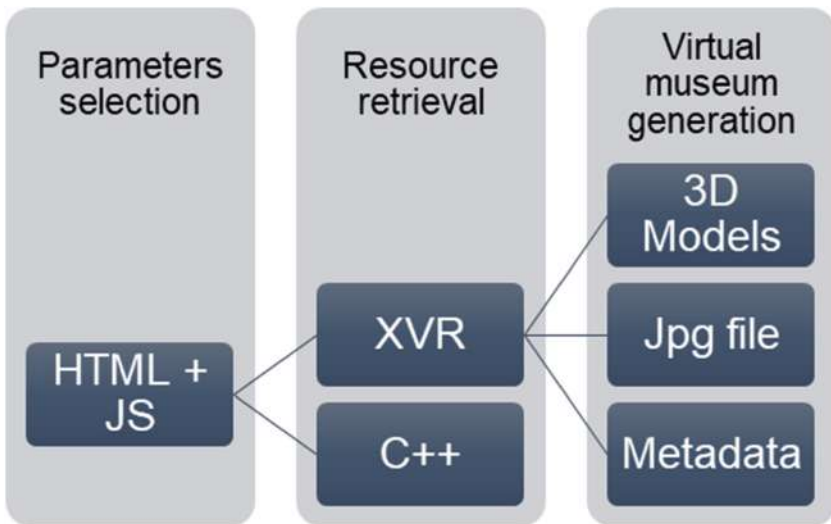 Parameters
selection
HTML +
JS
Resource
retrieval
XVR
C++
Virtual
museum
generation
3D
Models
Jpg file
Metadata